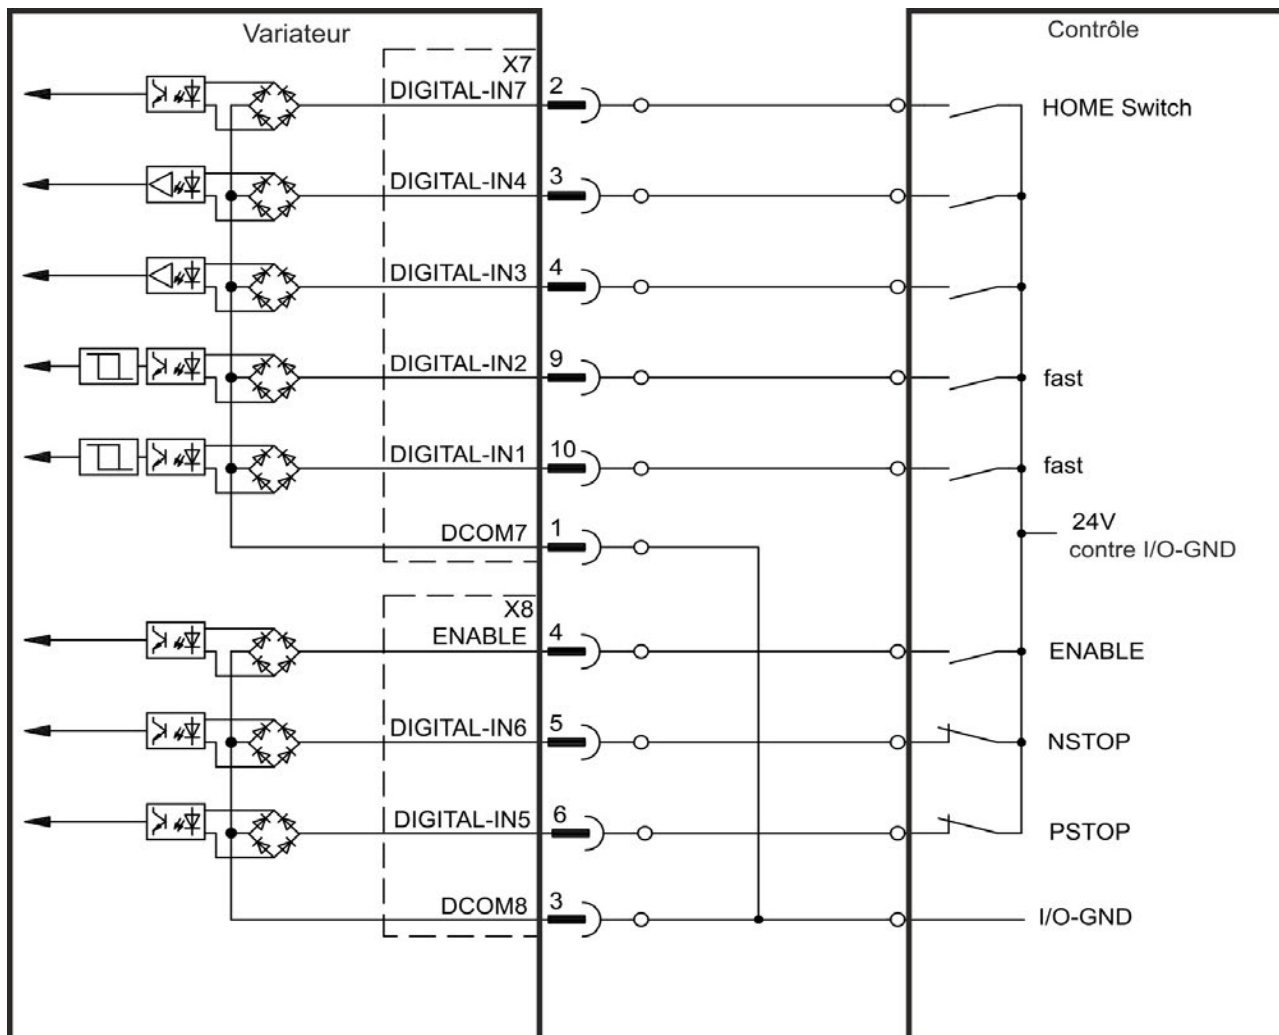 Variateur
Contrôle
X7
DIGITAL-IN7 2 HOME Switch
DIGITAL-IN4 3
DIGITAL-IN3 4
DIGITAL-IN2 9 fast
DIGITAL-IN1 10 fast
DCOM7 1 24V
contre I/O-GND
X8
ENABLE 4 ENABLE
DIGITAL-IN6 5 NSTOP
DIGITAL-IN5 6 PSTOP
DCOM8 3 I/O-GND